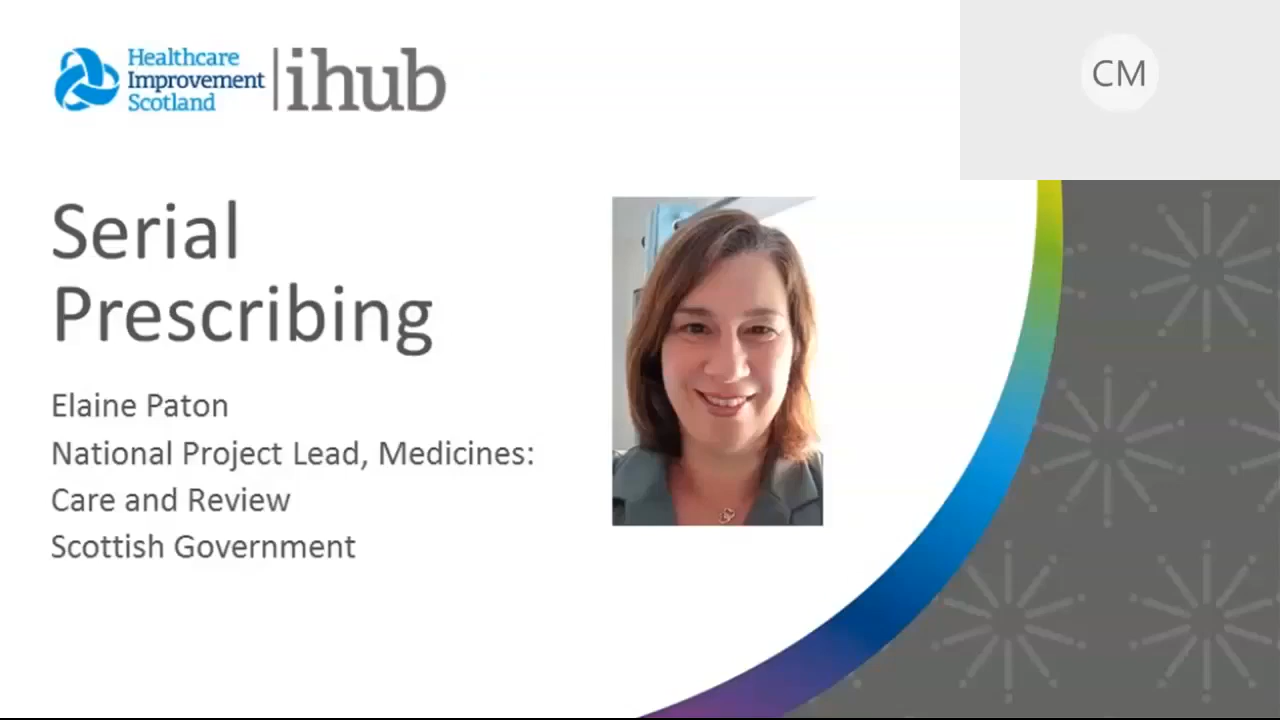 Healthcare
Improvement
Scotland
ihub
CM
Serial
Prescribing
Elaine Paton
National Project Lead, Medicines:
Care and Review
Scottish Government